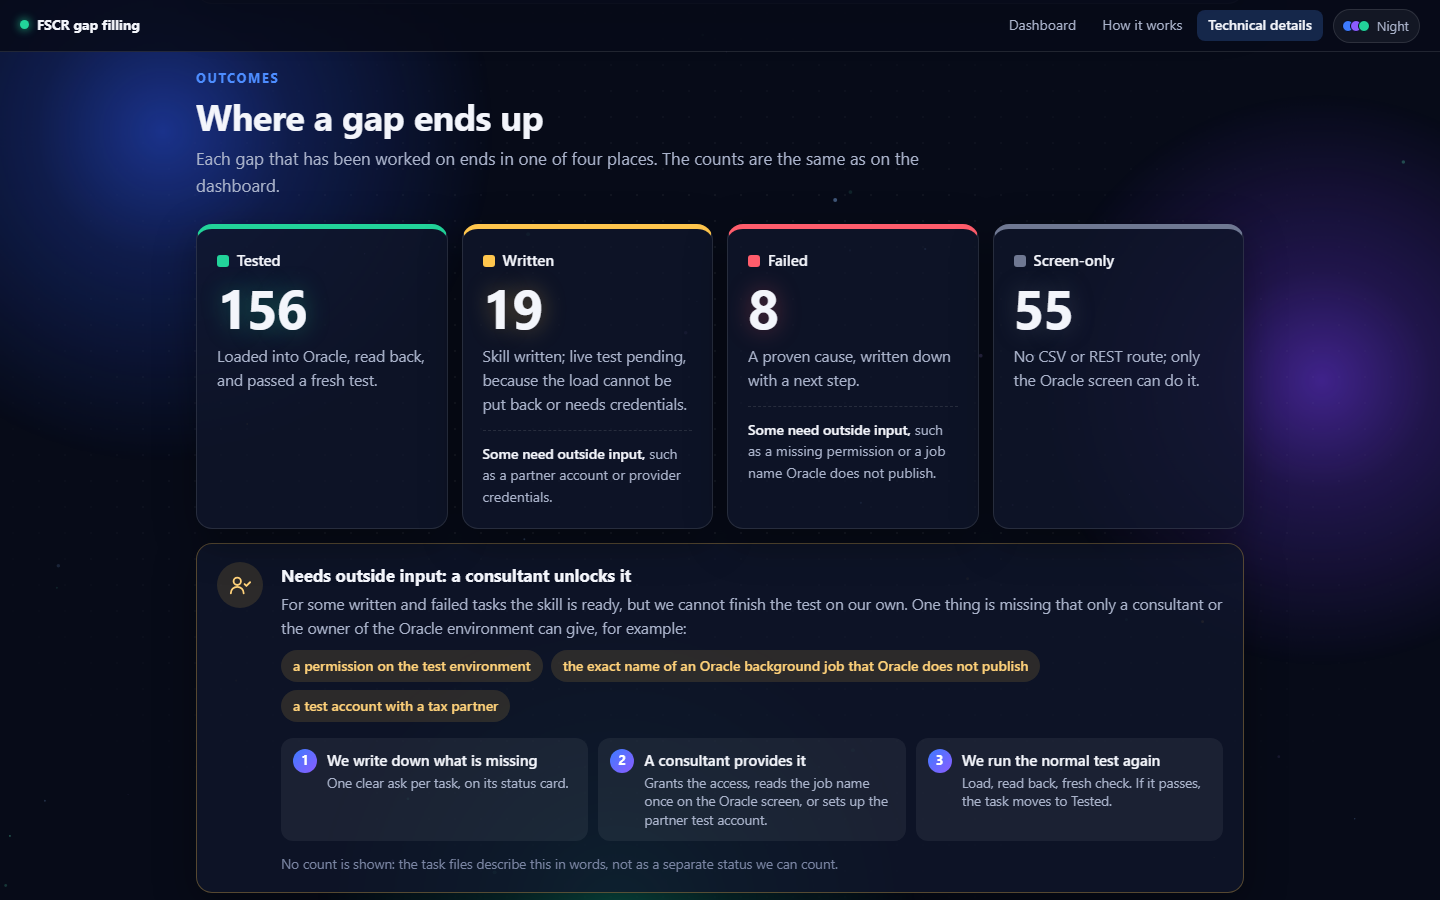 FSCR gap filling
Dashboard
How it works
Technical details
Night
OUTCOMES
Where a gap ends up
Each gap that has been worked on ends in one of four places. The counts are the same as on the
dashboard.
Tested
156
Loaded into Oracle, read back,
and passed a fresh test.
Written
19
Skill written; live test pending,
because the load cannot be
put back or needs credentials.
Some need outside input, such
as a partner account or provider
credentials.
Failed
8
A proven cause, written down
with a next step.
Some need outside input, such
as a missing permission or a job
name Oracle does not publish.
Screen-only
55
No CSV or REST route; only
the Oracle screen can do it.
Needs outside input: a consultant unlocks it
For some written and failed tasks the skill is ready, but we cannot finish the test on our own. One thing is missing that only a consultant or
the owner of the Oracle environment can give, for example:
a permission on the test environment
the exact name of an Oracle background job that Oracle does not publish
a test account with a tax partner
1
We write down what is missing
One clear ask per task, on its status card.
2
A consultant provides it
Grants the access, reads the job name
once on the Oracle screen, or sets up the
partner test account.
3
We run the normal test again
Load, read back, fresh check. If it passes,
the task moves to Tested.
No count is shown: the task files describe this in words, not as a separate status we can count.